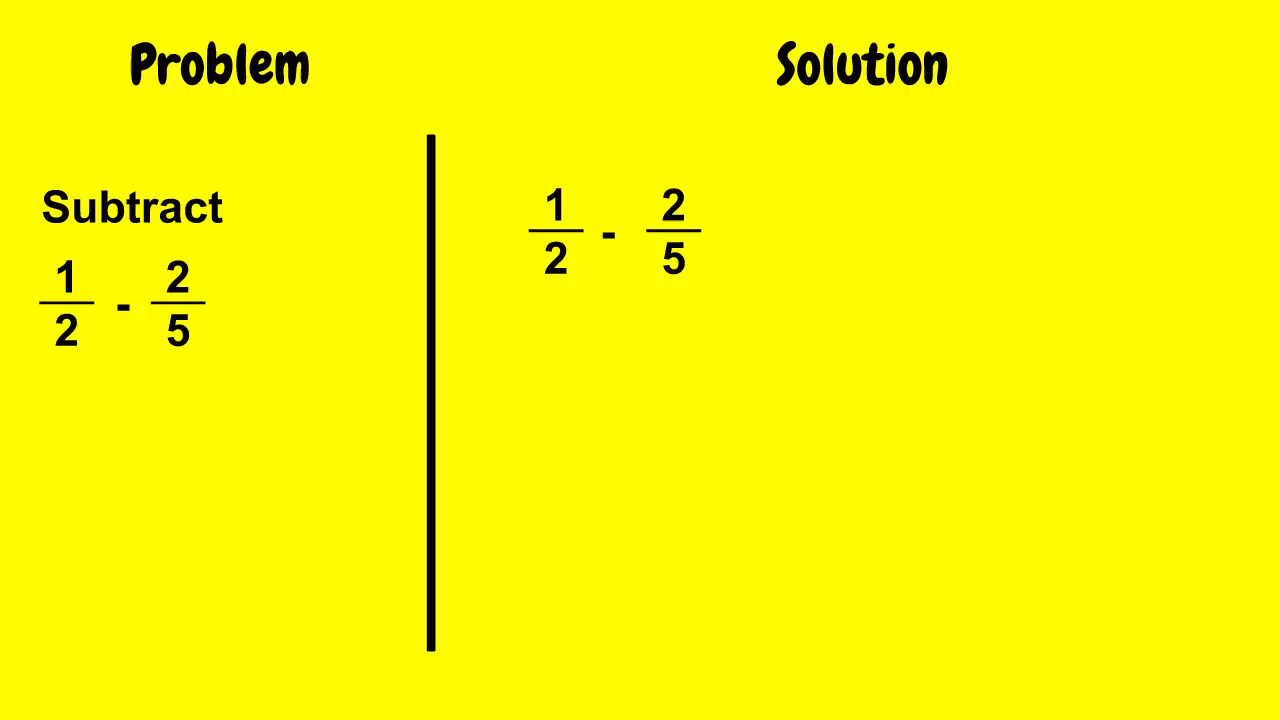 Problem
Solution
Subtract
1/2 - 2/5
1/2 - 2/5